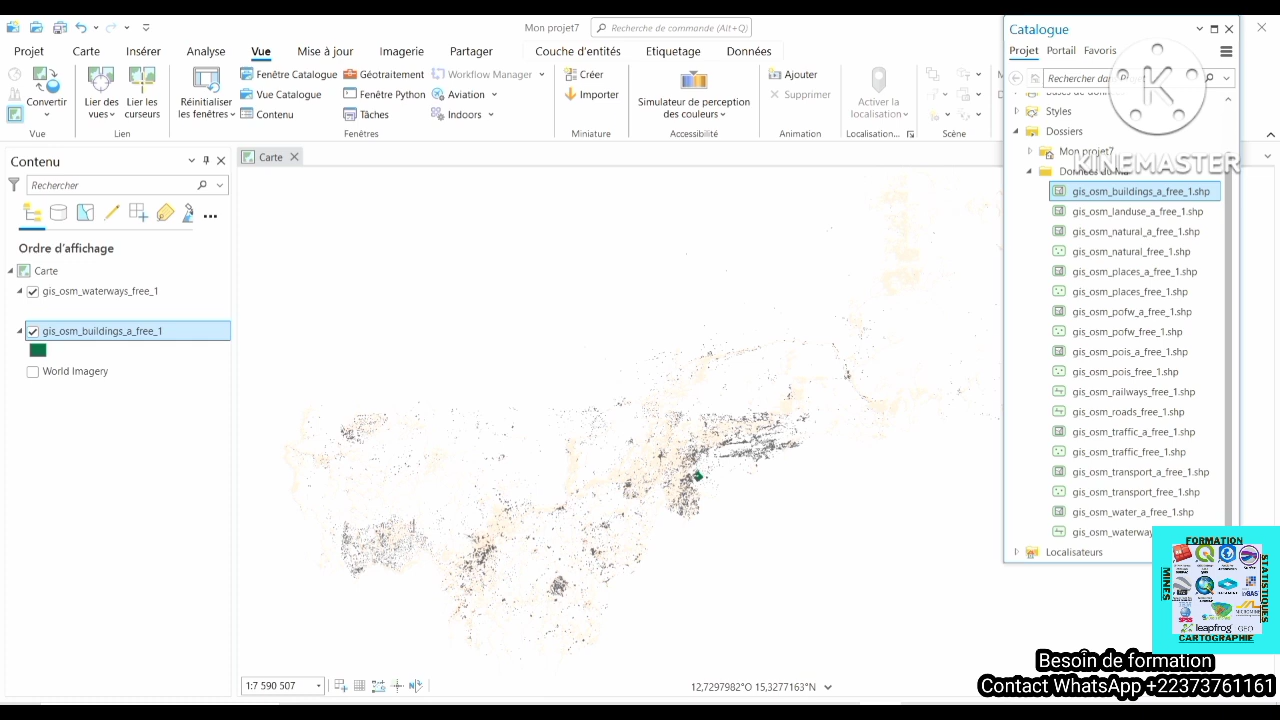 Mon projet7
Recherche de commande (Alt+Q)
Projet Carte Insérer Analyse Vue Mise à jour Imagerie Partager Couche d'entités Etiquetage Données
Convertir
Vue
Lier des vues
Lier les curseurs
Lien
Réinitialiser les fenêtres
Fenêtre Catalogue
Vue Catalogue
Contenu
Géotraitement
Fenêtre Python
Tâches
Workflow Manager
Aviation
Indoors
Fenêtres
Créer
Importer
Miniature
Simulateur de perception des couleurs
Accessibilité
Ajouter
Supprimer
Animation
Activer la localisation
Localisation...
Scène
Contenu
Rechercher
Ordre d'affichage
Carte
gis_osm_waterways_free_1
gis_osm_buildings_a_free_1
World Imagery
Carte
1:7 590 507
12,7297982°O 15,3277163°N
Catalogue
Projet Portail Favoris
Rechercher
Styles
Dossiers
Mon projet7
gis_osm_buildings_a_free_1.shp
gis_osm_landuse_a_free_1.shp
gis_osm_natural_a_free_1.shp
gis_osm_natural_free_1.shp
gis_osm_places_a_free_1.shp
gis_osm_places_free_1.shp
gis_osm_pofw_a_free_1.shp
gis_osm_pofw_free_1.shp
gis_osm_pois_a_free_1.shp
gis_osm_pois_free_1.shp
gis_osm_railways_free_1.shp
gis_osm_roads_free_1.shp
gis_osm_traffic_a_free_1.shp
gis_osm_traffic_free_1.shp
gis_osm_transport_a_free_1.shp
gis_osm_transport_free_1.shp
gis_osm_water_a_free_1.shp
gis_osm_waterway
Localisateurs
KINEMASTER
FORMATION
MINES
STATISTIQUES
SPSS
leapfrog
GEO
CARTOGRAPHIE
Besoin de formation
Contact WhatsApp +22373761161